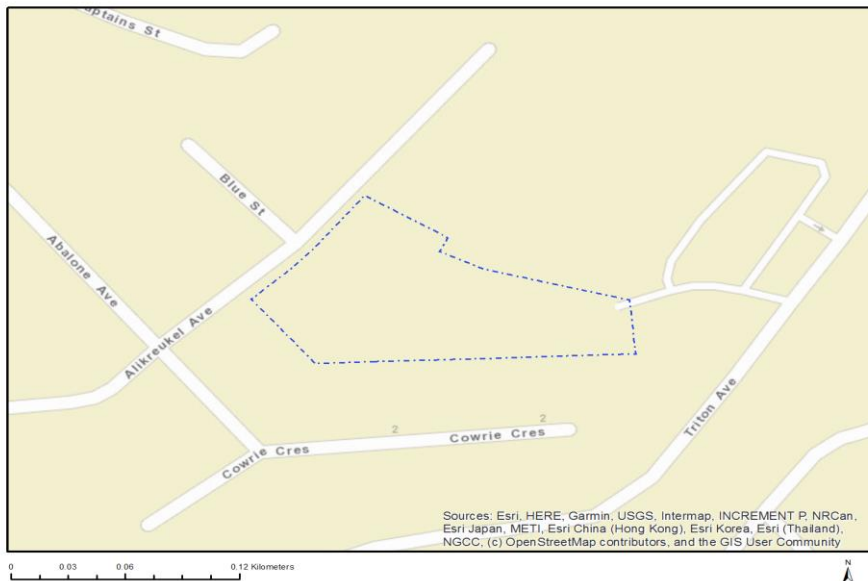 aptains St
Blue St
Abalone Ave
Alikreukel Ave
2
2
Cowrie Cres
Cowrie Cres
Triton Ave
Sources: Esri, HERE, Garmin, USGS, Intermap, INCREMENT P, NRCan,
Esri Japan, METI, Esri China (Hong Kong), Esri Korea, Esri (Thailand),
NGCC, (c) OpenStreetMap contributors, and the GIS User Community
0 0.03 0.06 0.12 Kilometers
N